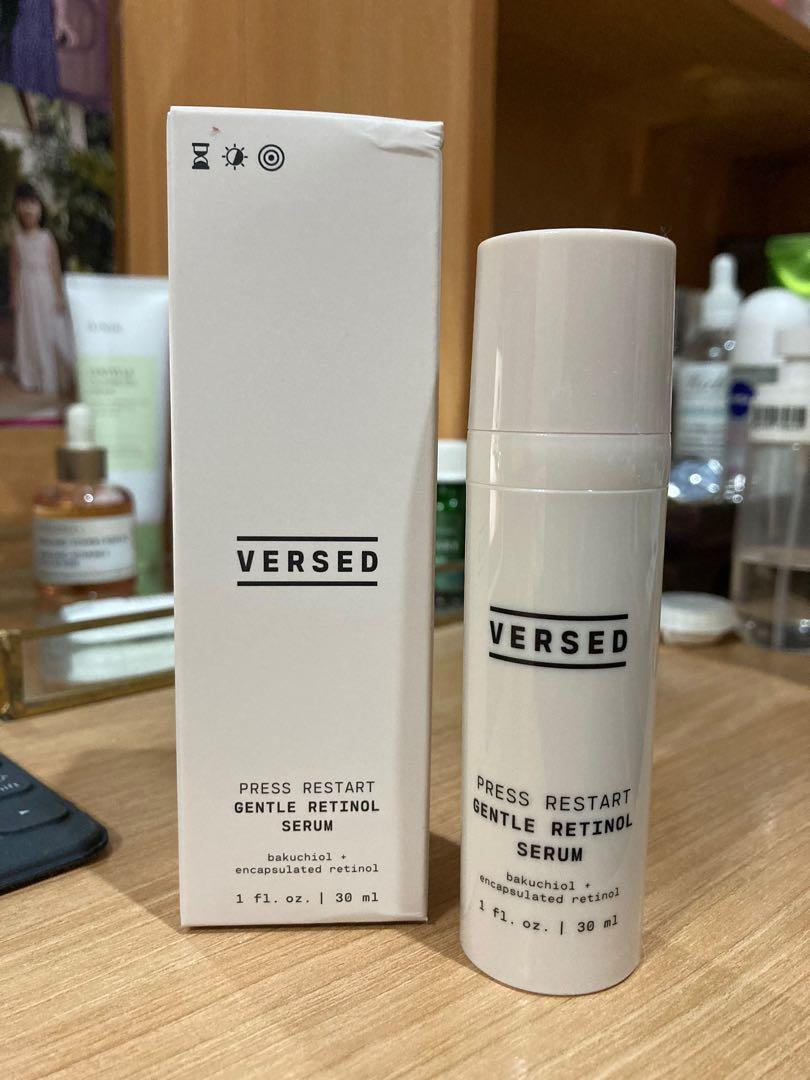 VERSED
PRESS RESTART
GENTLE RETINOL
SERUM
bakuchiol +
encapsulated retinol
1 fl. oz. | 30 ml
VERSED
PRESS RESTART
GENTLE RETINOL
SERUM
bakuchiol +
encapsulated retinol
1 fl. oz. | 30 ml